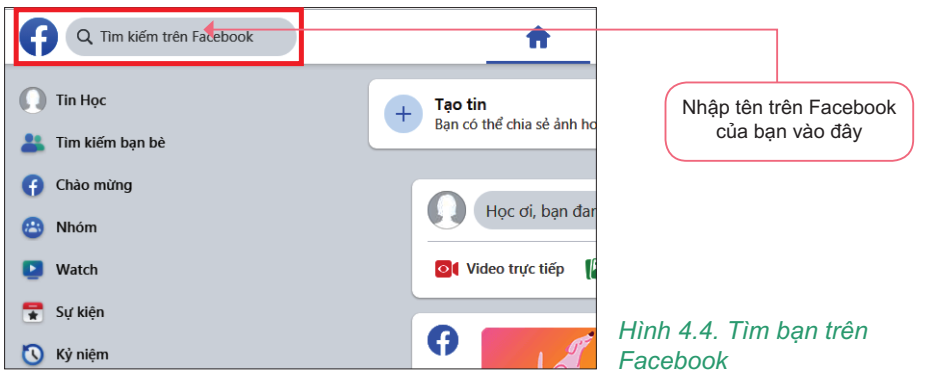 Tìm kiếm trên Facebook
Tin Học
Tìm kiếm bạn bè
Chào mừng
Nhóm
Watch
Sự kiện
Kỷ niệm
Tạo tin
Bạn có thể chia sẻ ảnh ho
Học ơi, bạn đan
Video trực tiếp
Nhập tên trên Facebook
của bạn vào đây
Hình 4.4. Tìm bạn trên
Facebook